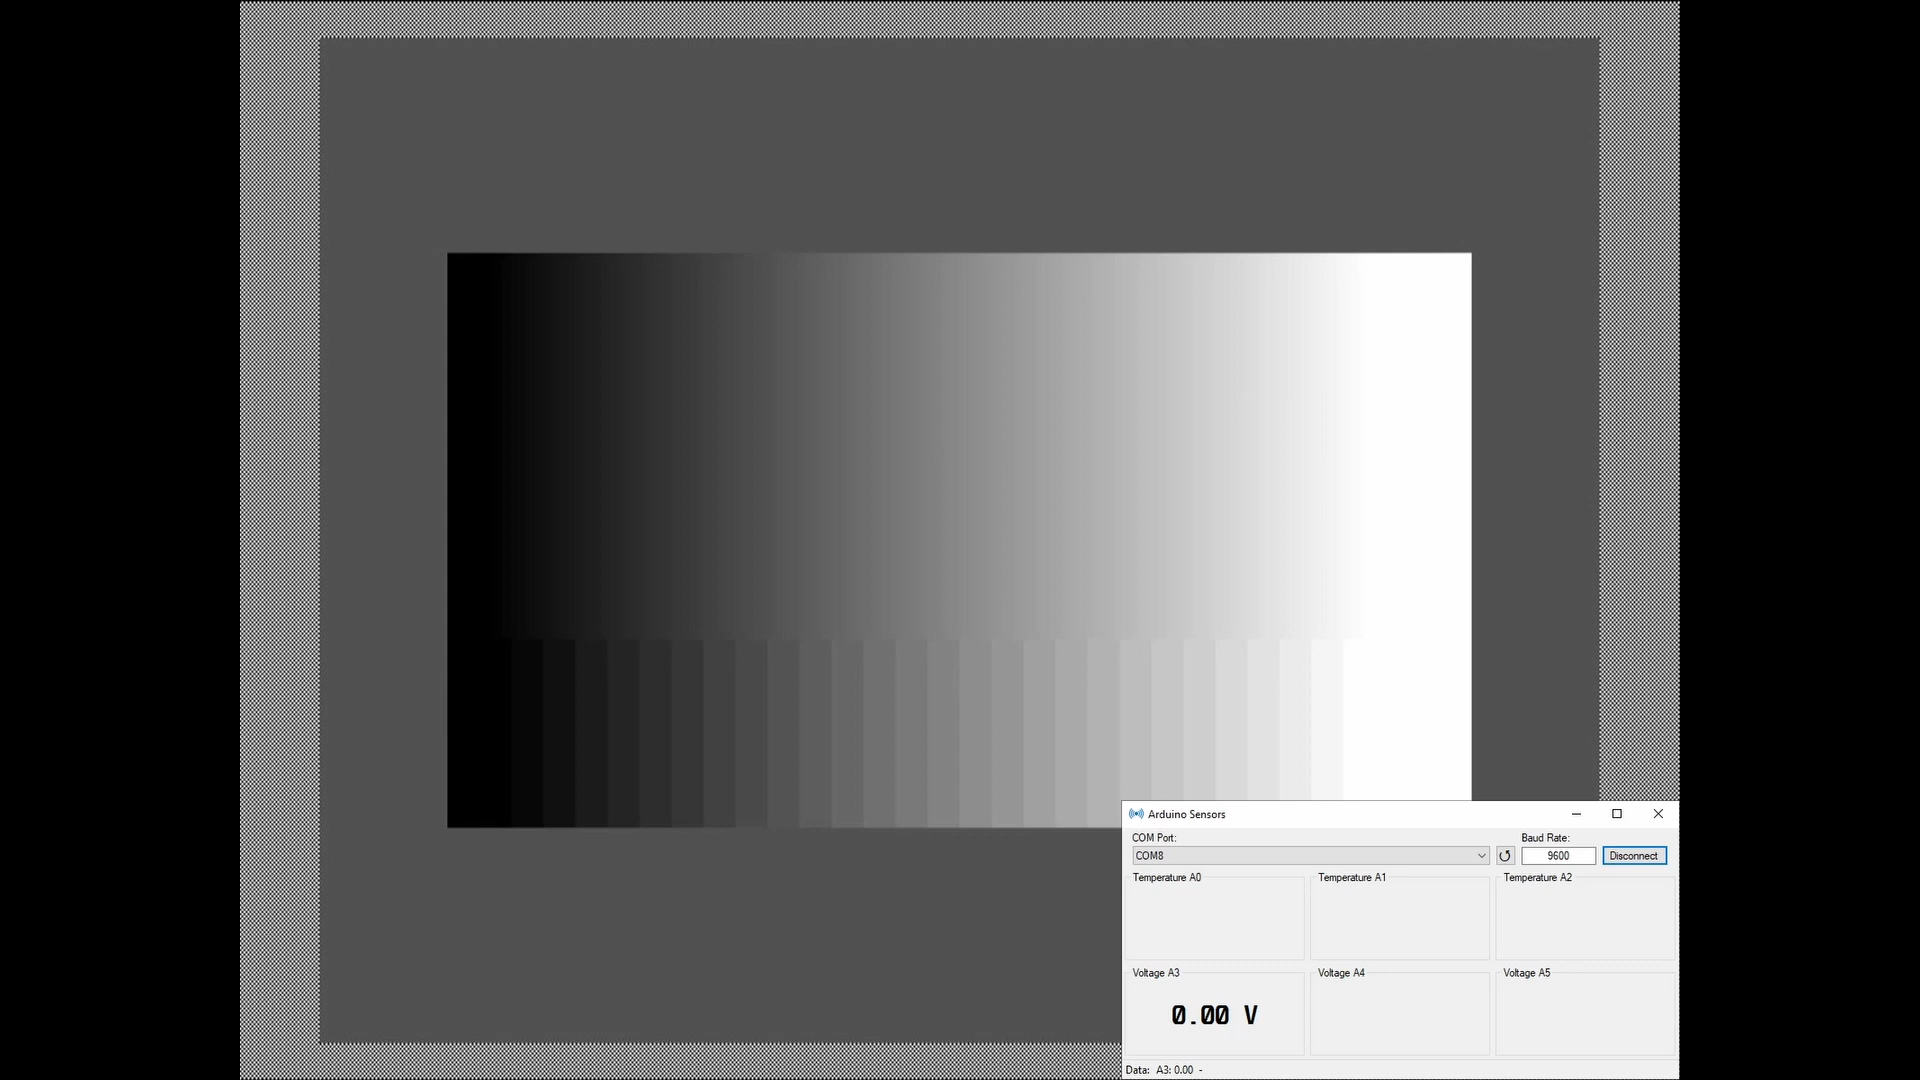 Arduino Sensors
COM Port:
Baud Rate:
COM8
9600
Disconnect
Temperature A0
Temperature A1
Temperature A2
Voltage A3
Voltage A4
Voltage A5
0.00 V
Data: A3: 0.00 -